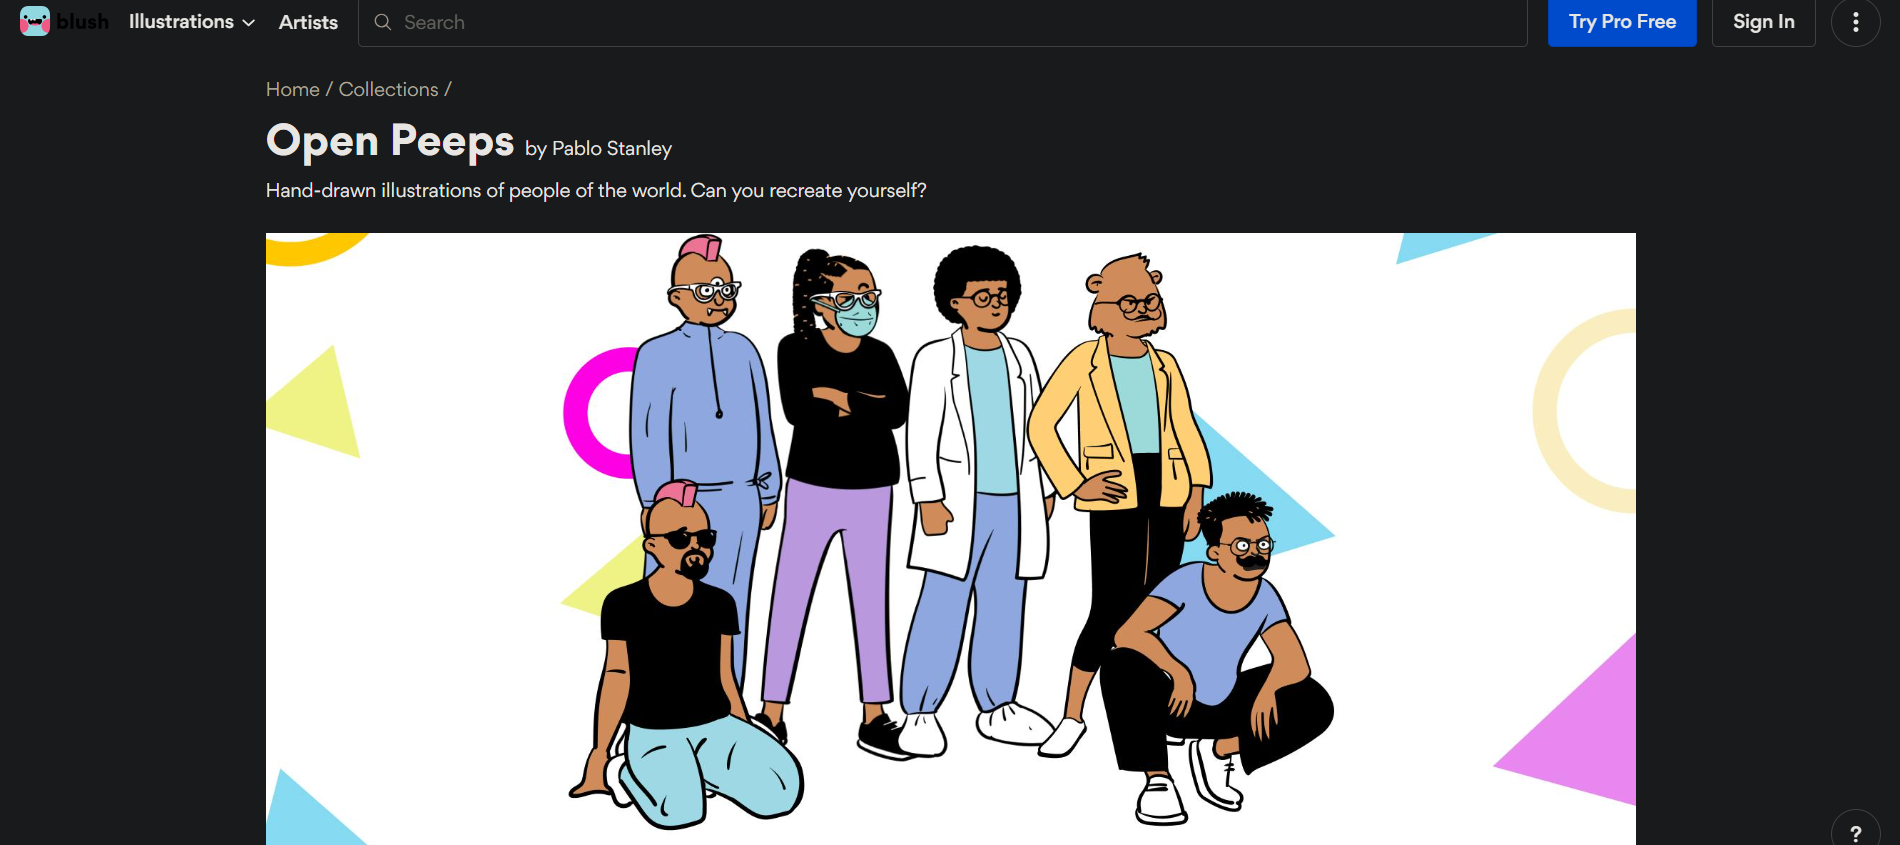 blush Illustrations Artists Search Try Pro Free Sign In
Home / Collections /
Open Peeps by Pablo Stanley
Hand-drawn illustrations of people of the world. Can you recreate yourself?
?